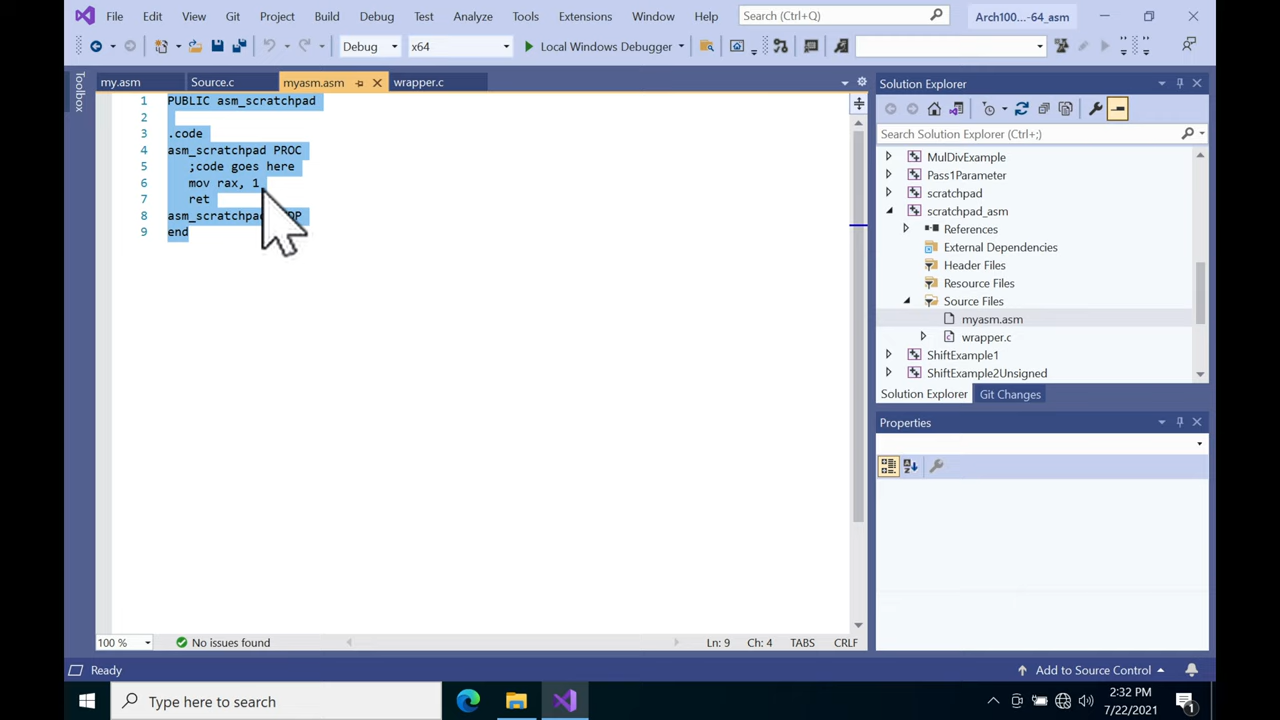 File Edit View Git Project Build Debug Test Analyze Tools Extensions Window Help Search (Ctrl+Q) Arch100...-64_asm
Debug x64 Local Windows Debugger
Toolbox
my.asm Source.c myasm.asm wrapper.c
1 PUBLIC asm_scratchpad
2
3 .code
4 asm_scratchpad PROC
5 ;code goes here
6 mov rax, 1
7 ret
8 asm_scratchpad
9 end
100 % No issues found Ln: 9 Ch: 4 TABS CRLF
Solution Explorer
Search Solution Explorer (Ctrl+;)
MulDivExample
Pass1Parameter
scratchpad
scratchpad_asm
References
External Dependencies
Header Files
Resource Files
Source Files
myasm.asm
wrapper.c
ShiftExample1
ShiftExample2Unsigned
Solution Explorer Git Changes
Properties
Ready Add to Source Control
Type here to search
2:32 PM
7/22/2021
1